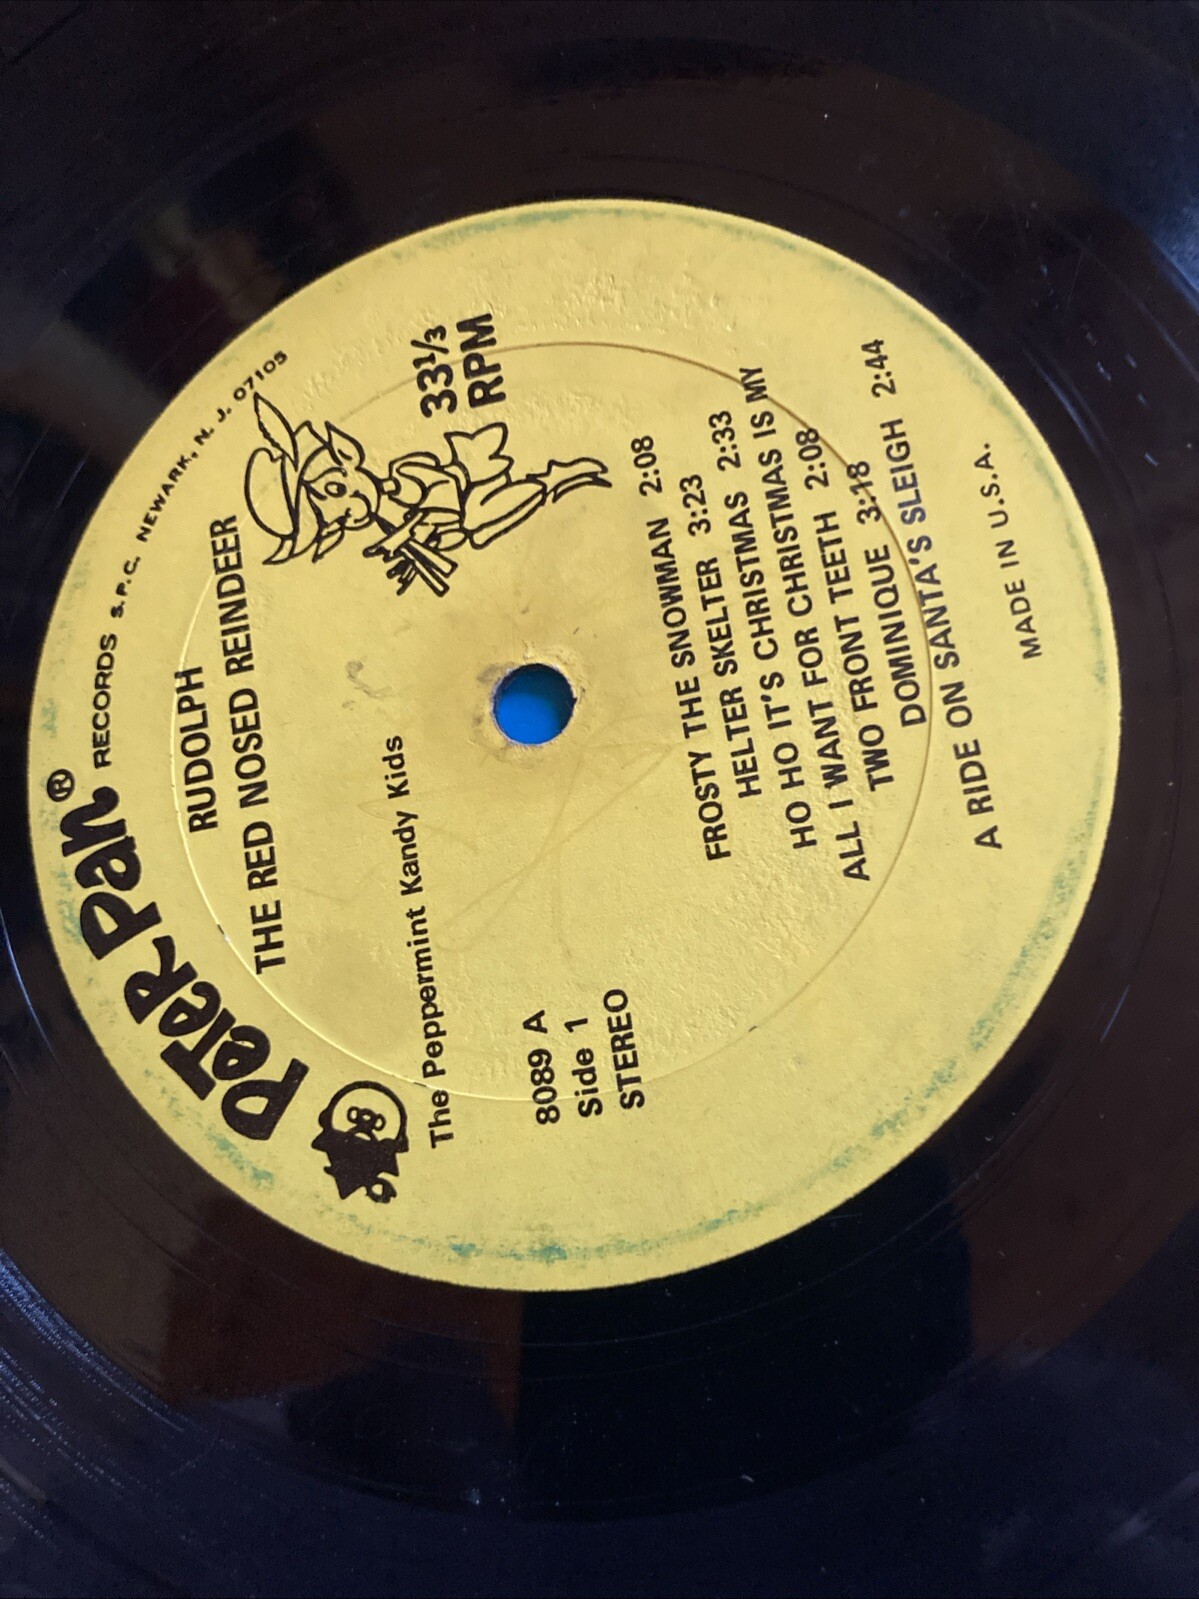 PETER PAN® RECORDS S.P.C. NEWARK, N. J. 07105
RUDOLPH
THE RED NOSED REINDEER
The Peppermint Kandy Kids
33⅓
RPM
8089 A
Side 1
STEREO
FROSTY THE SNOWMAN 2:08
HELTER SKELTER 3:23
HO HO IT'S CHRISTMAS 2:33
ALL I WANT FOR CHRISTMAS IS MY
TWO FRONT TEETH 2:08
DOMINIQUE 3:18
A RIDE ON SANTA'S SLEIGH 2:44
MADE IN U.S.A.